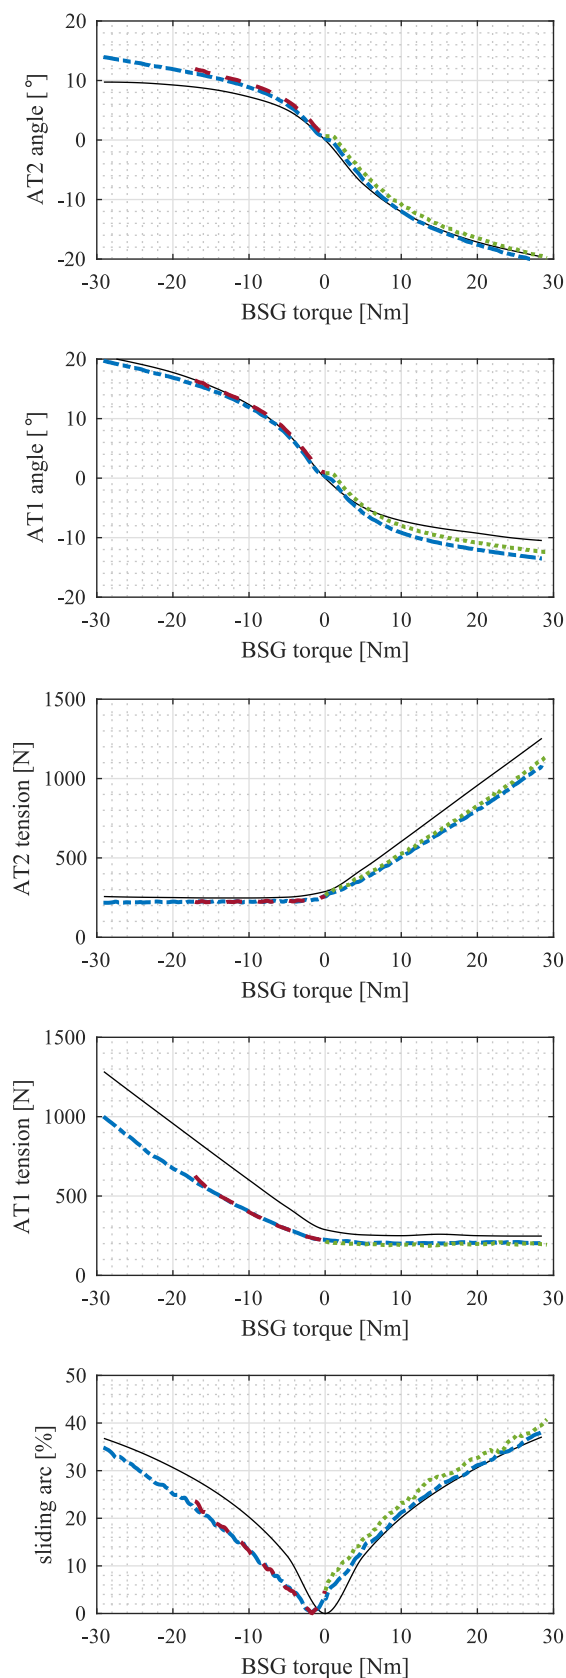 20
10
0
-10
-20
AT2 angle [°]
-30 -20 -10 0 10 20 30
BSG torque [Nm]
20
10
0
-10
-20
AT1 angle [°]
-30 -20 -10 0 10 20 30
BSG torque [Nm]
1500
1000
500
0
AT2 tension [N]
-30 -20 -10 0 10 20 30
BSG torque [Nm]
1500
1000
500
0
AT1 tension [N]
-30 -20 -10 0 10 20 30
BSG torque [Nm]
50
40
30
20
10
0
sliding arc [%]
-30 -20 -10 0 10 20 30
BSG torque [Nm]